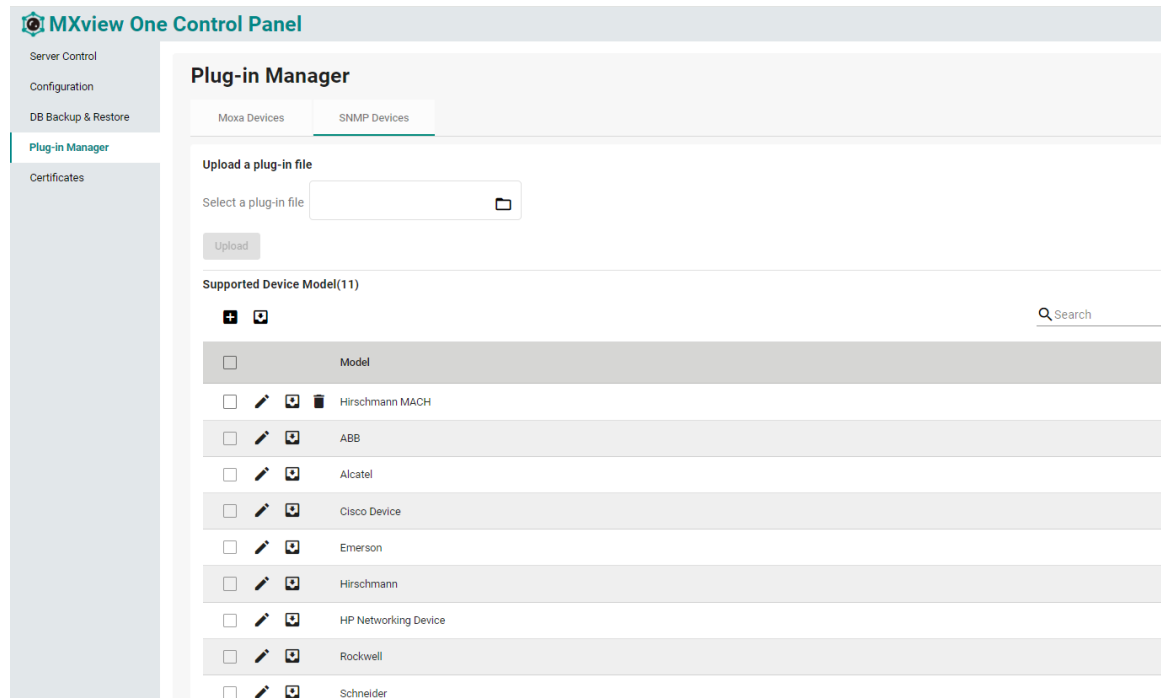 MXview One Control Panel
Server Control
Configuration
DB Backup & Restore
Plug-in Manager
Certificates
Plug-in Manager
Moxa Devices
SNMP Devices
Upload a plug-in file
Select a plug-in file
Upload
Supported Device Model(11)
Search
Model
Hirschmann MACH
ABB
Alcatel
Cisco Device
Emerson
Hirschmann
HP Networking Device
Rockwell
Schneider